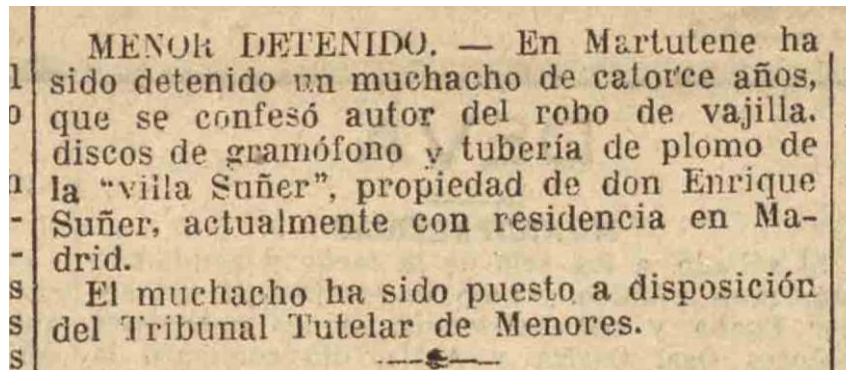 MENOR DETENIDO. — En Martutene ha
sido detenido un muchacho de catorce años,
que se confesó autor del robo de vajilla.
discos de gramófono y tubería de plomo de
la “villa Suñer”, propiedad de don Enrique
Suñer, actualmente con residencia en Ma-
drid.
El muchacho ha sido puesto a disposición
del Tribunal Tutelar de Menores.